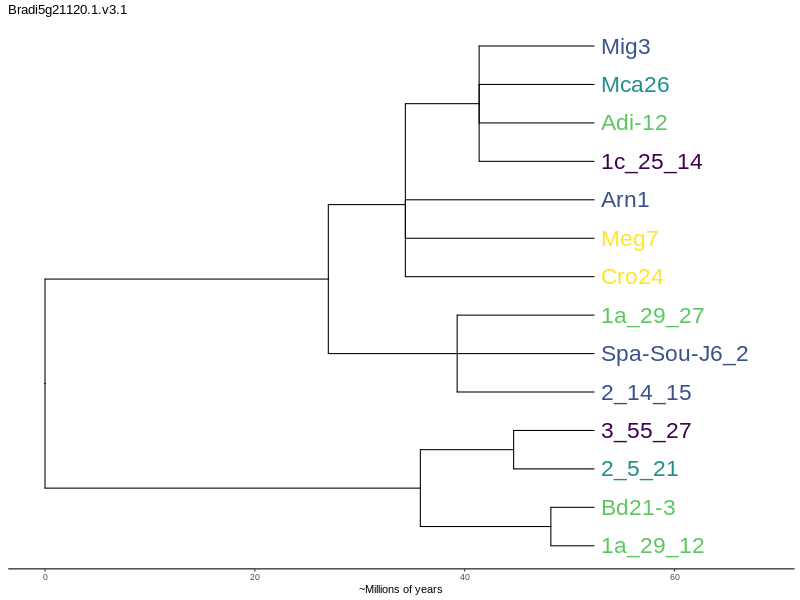 Bradi5g21120.1.v3.1
Mig3
Mca26
Adi-12
1c_25_14
Arn1
Meg7
Cro24
1a_29_27
Spa-Sou-J6_2
2_14_15
3_55_27
2_5_21
Bd21-3
1a_29_12
0 20 40 60
~Millions of years